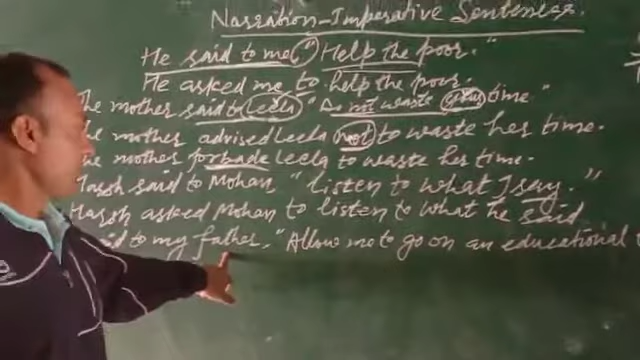 Narration-Imperative Sentences.
He said to me, "Help the poor."
He asked me to help the poor.
The mother said to Leela "Do not waste your time"
The mother advised Leela not to waste her time.
The mother forbade Leela to waste her time.
Harsh said to Mohan "listen to what I say."
Harsh asked Mohan to listen to what he said
to my father, "Allow me to go on an educational